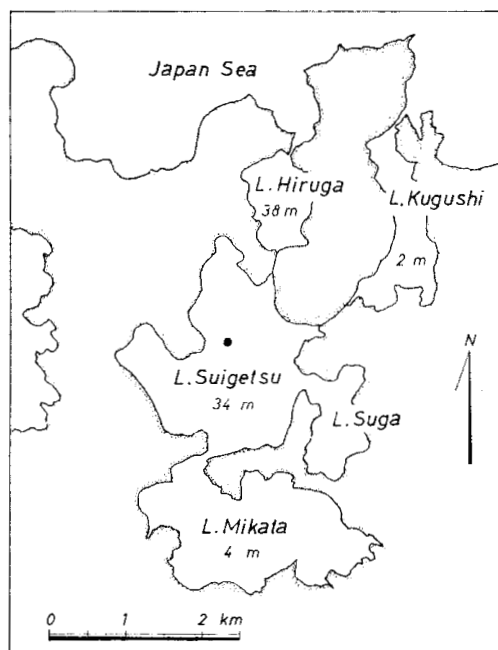 Japan Sea
L. Hiruga
38 m
L. Kugushi
2 m
N
L. Suigetsu
34 m
L. Suga
L. Mikata
4 m
0 1 2 km